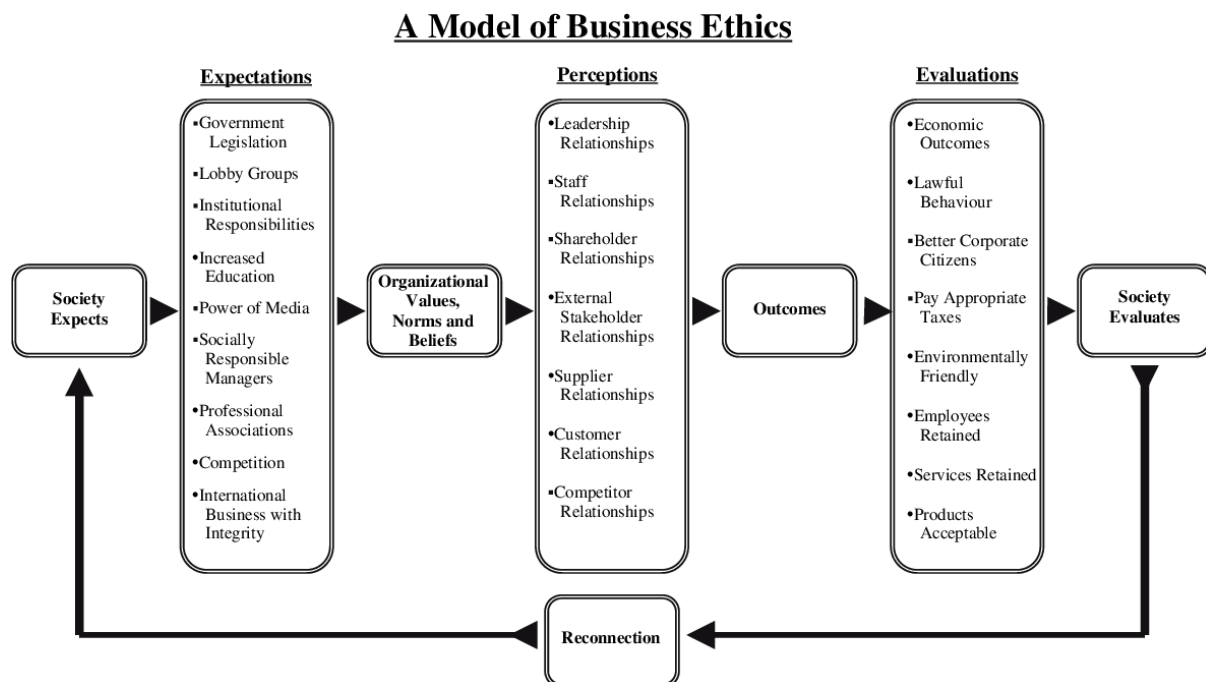 A Model of Business Ethics
Expectations
▪Government
Legislation
▪Lobby Groups
▪Institutional
Responsibilities
•Increased
Education
▪Power of Media
▪Socially
Responsible
Managers
•Professional
Associations
•Competition
•International
Business with
Integrity
Perceptions
•Leadership
Relationships
▪Staff
Relationships
▪Shareholder
Relationships
•External
Stakeholder
Relationships
•Supplier
Relationships
•Customer
Relationships
▪Competitor
Relationships
Evaluations
•Economic
Outcomes
•Lawful
Behaviour
▪Better Corporate
Citizens
▪Pay Appropriate
Taxes
•Environmentally
Friendly
•Employees
Retained
•Services Retained
•Products
Acceptable
Society
Expects
Organizational
Values,
Norms and
Beliefs
Outcomes
Society
Evaluates
Reconnection